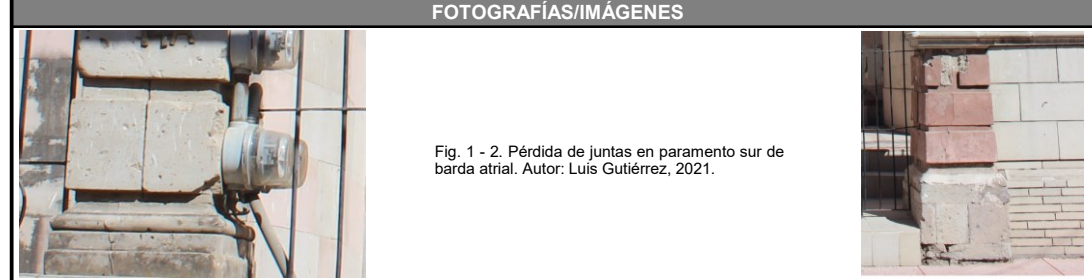 FOTOGRAFÍAS/IMÁGENES
Fig. 1 - 2. Pérdida de juntas en paramento sur de
barda atrial. Autor: Luis Gutiérrez, 2021.